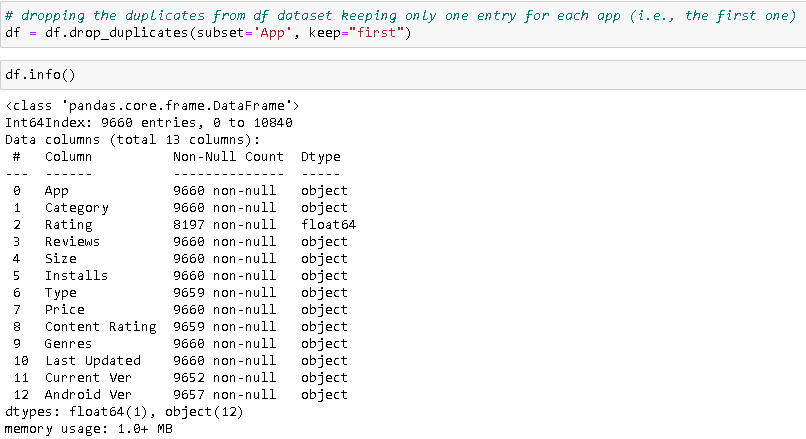 # dropping the duplicates from df dataset keeping only one entry for each app (i.e., the first one)
df = df.drop_duplicates(subset='App', keep="first")
df.info()
<class 'pandas.core.frame.DataFrame'>
Int64Index: 9660 entries, 0 to 10840
Data columns (total 13 columns):
 #   Column          Non-Null Count  Dtype
---  ------          --------------  -----
 0   App             9660 non-null   object
 1   Category        9660 non-null   object
 2   Rating          8197 non-null   float64
 3   Reviews         9660 non-null   object
 4   Size            9660 non-null   object
 5   Installs        9660 non-null   object
 6   Type            9659 non-null   object
 7   Price           9660 non-null   object
 8   Content Rating  9659 non-null   object
 9   Genres          9660 non-null   object
 10  Last Updated    9660 non-null   object
 11  Current Ver     9652 non-null   object
 12  Android Ver     9657 non-null   object
dtypes: float64(1), object(12)
memory usage: 1.0+ MB